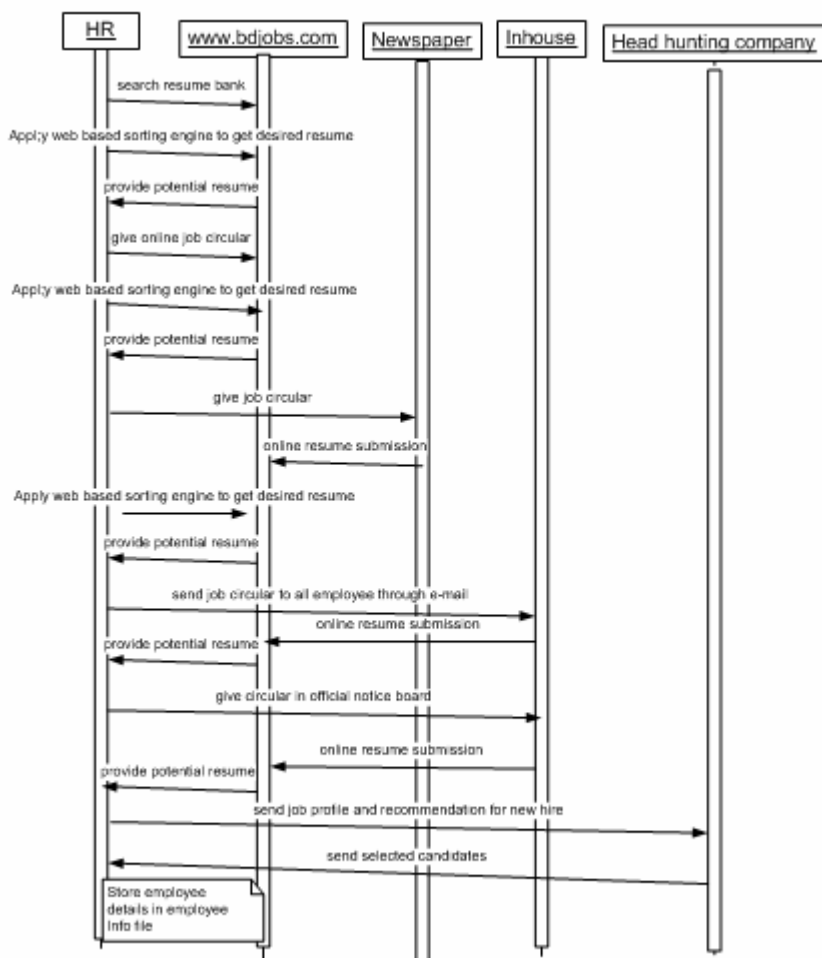 HR
www.bdjobs.com
Newspaper
Inhouse
Head hunting company
search resume bank
Appl;y web based sorting engine to get desired resume
provide potential resume
give online job circular
Appl;y web based sorting engine to get desired resume
provide potential resume
give job circular
online resume submission
Apply web based sorting engine to get desired resume
provide potential resume
send job circular to all employee through e-mail
online resume submission
provide potential resume
give circular in official notice board
online resume submission
provide potential resume
send job profile and recommendation for new hire
send selected candidates
Store employee
details in employee
Info file